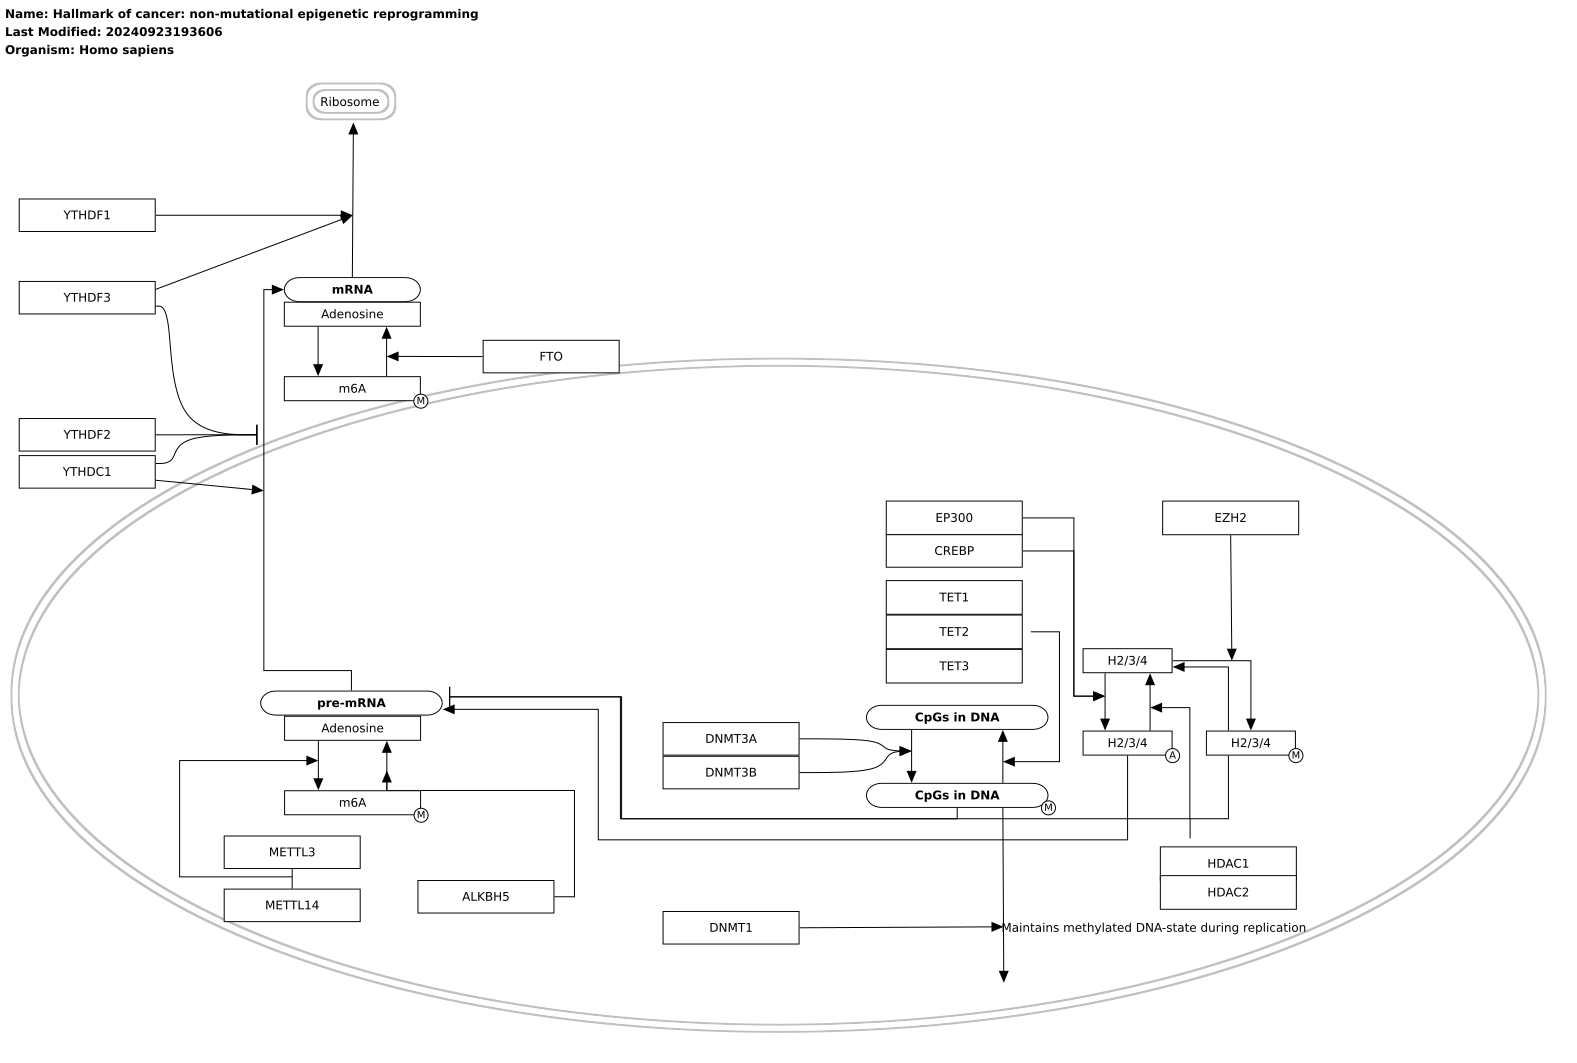 Name: Hallmark of cancer: non-mutational epigenetic reprogramming
Last Modified: 20240923193606
Organism: Homo sapiens
Ribosome
YTHDF1
mRNA
YTHDF3
Adenosine
FTO
m6A
M
YTHDF2
YTHDC1
EP300
EZH2
CREBP
TET1
TET2
TET3
H2/3/4
pre-mRNA
CpGs in DNA
Adenosine
DNMT3A
H2/3/4
A
H2/3/4
M
DNMT3B
CpGs in DNA
M
m6A
M
METTL3
HDAC1
HDAC2
ALKBH5
METTL14
DNMT1
Maintains methylated DNA-state during replication